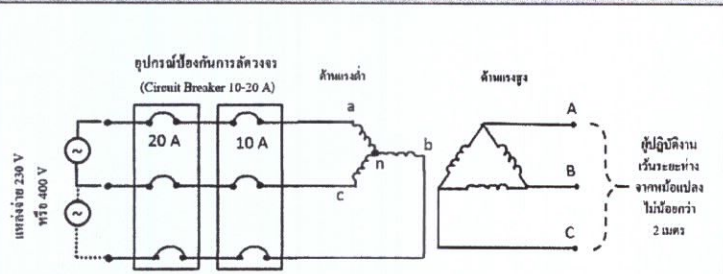 อุปกรณ์ป้องกันการลัดวงจร
(Circuit Breaker 10-20 A)
ด้านแรงต่ำ
ด้านแรงสูง
a
A
20 A
10 A
b
n
B
c
C
แหล่งจ่าย 230 V
หรือ 400 V
ผู้ปฏิบัติงาน
เว้นระยะห่าง
จากหม้อแปลง
ไม่น้อยกว่า
2 เมตร